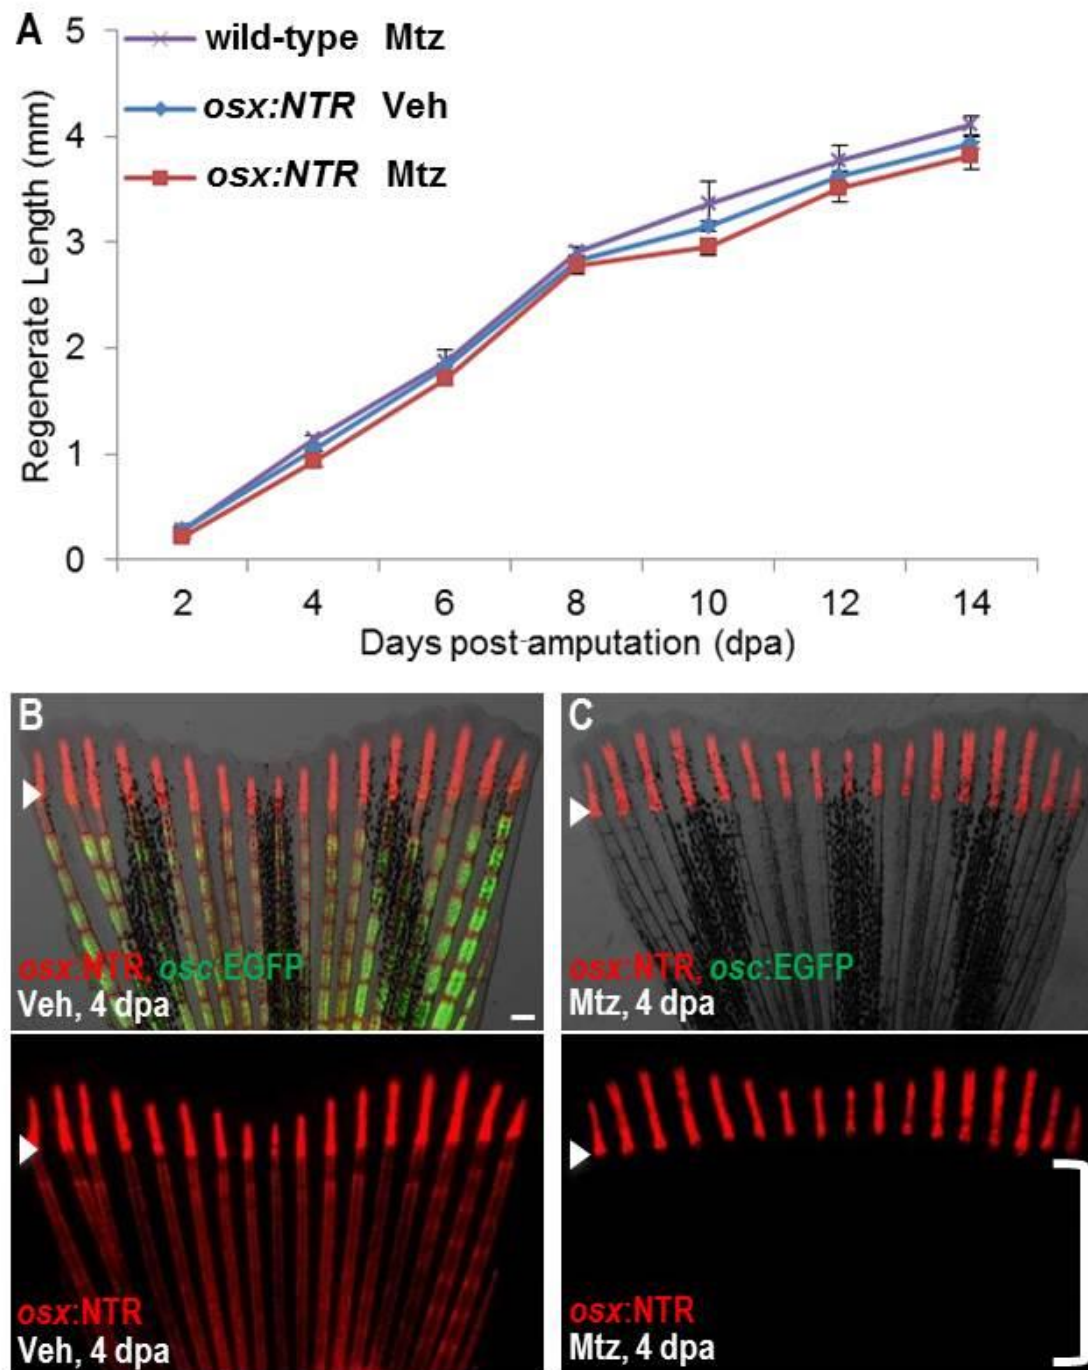 A
5
4
3
2
1
0
Regenerate Length (mm)
wild-type Mtz
osx:NTR Veh
osx:NTR Mtz
2 4 6 8 10 12 14
Days post-amputation (dpa)
B
osx:NTR, osc:EGFP
Veh, 4 dpa
C
osx:NTR, osc:EGFP
Mtz, 4 dpa
osx:NTR
Veh, 4 dpa
osx:NTR
Mtz, 4 dpa